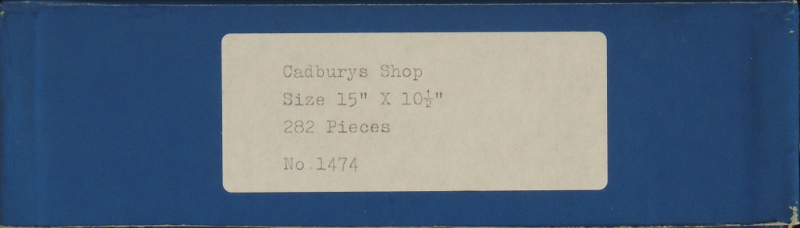 Cadburys Shop
Size 15" X 10½"
282 Pieces
No.1474